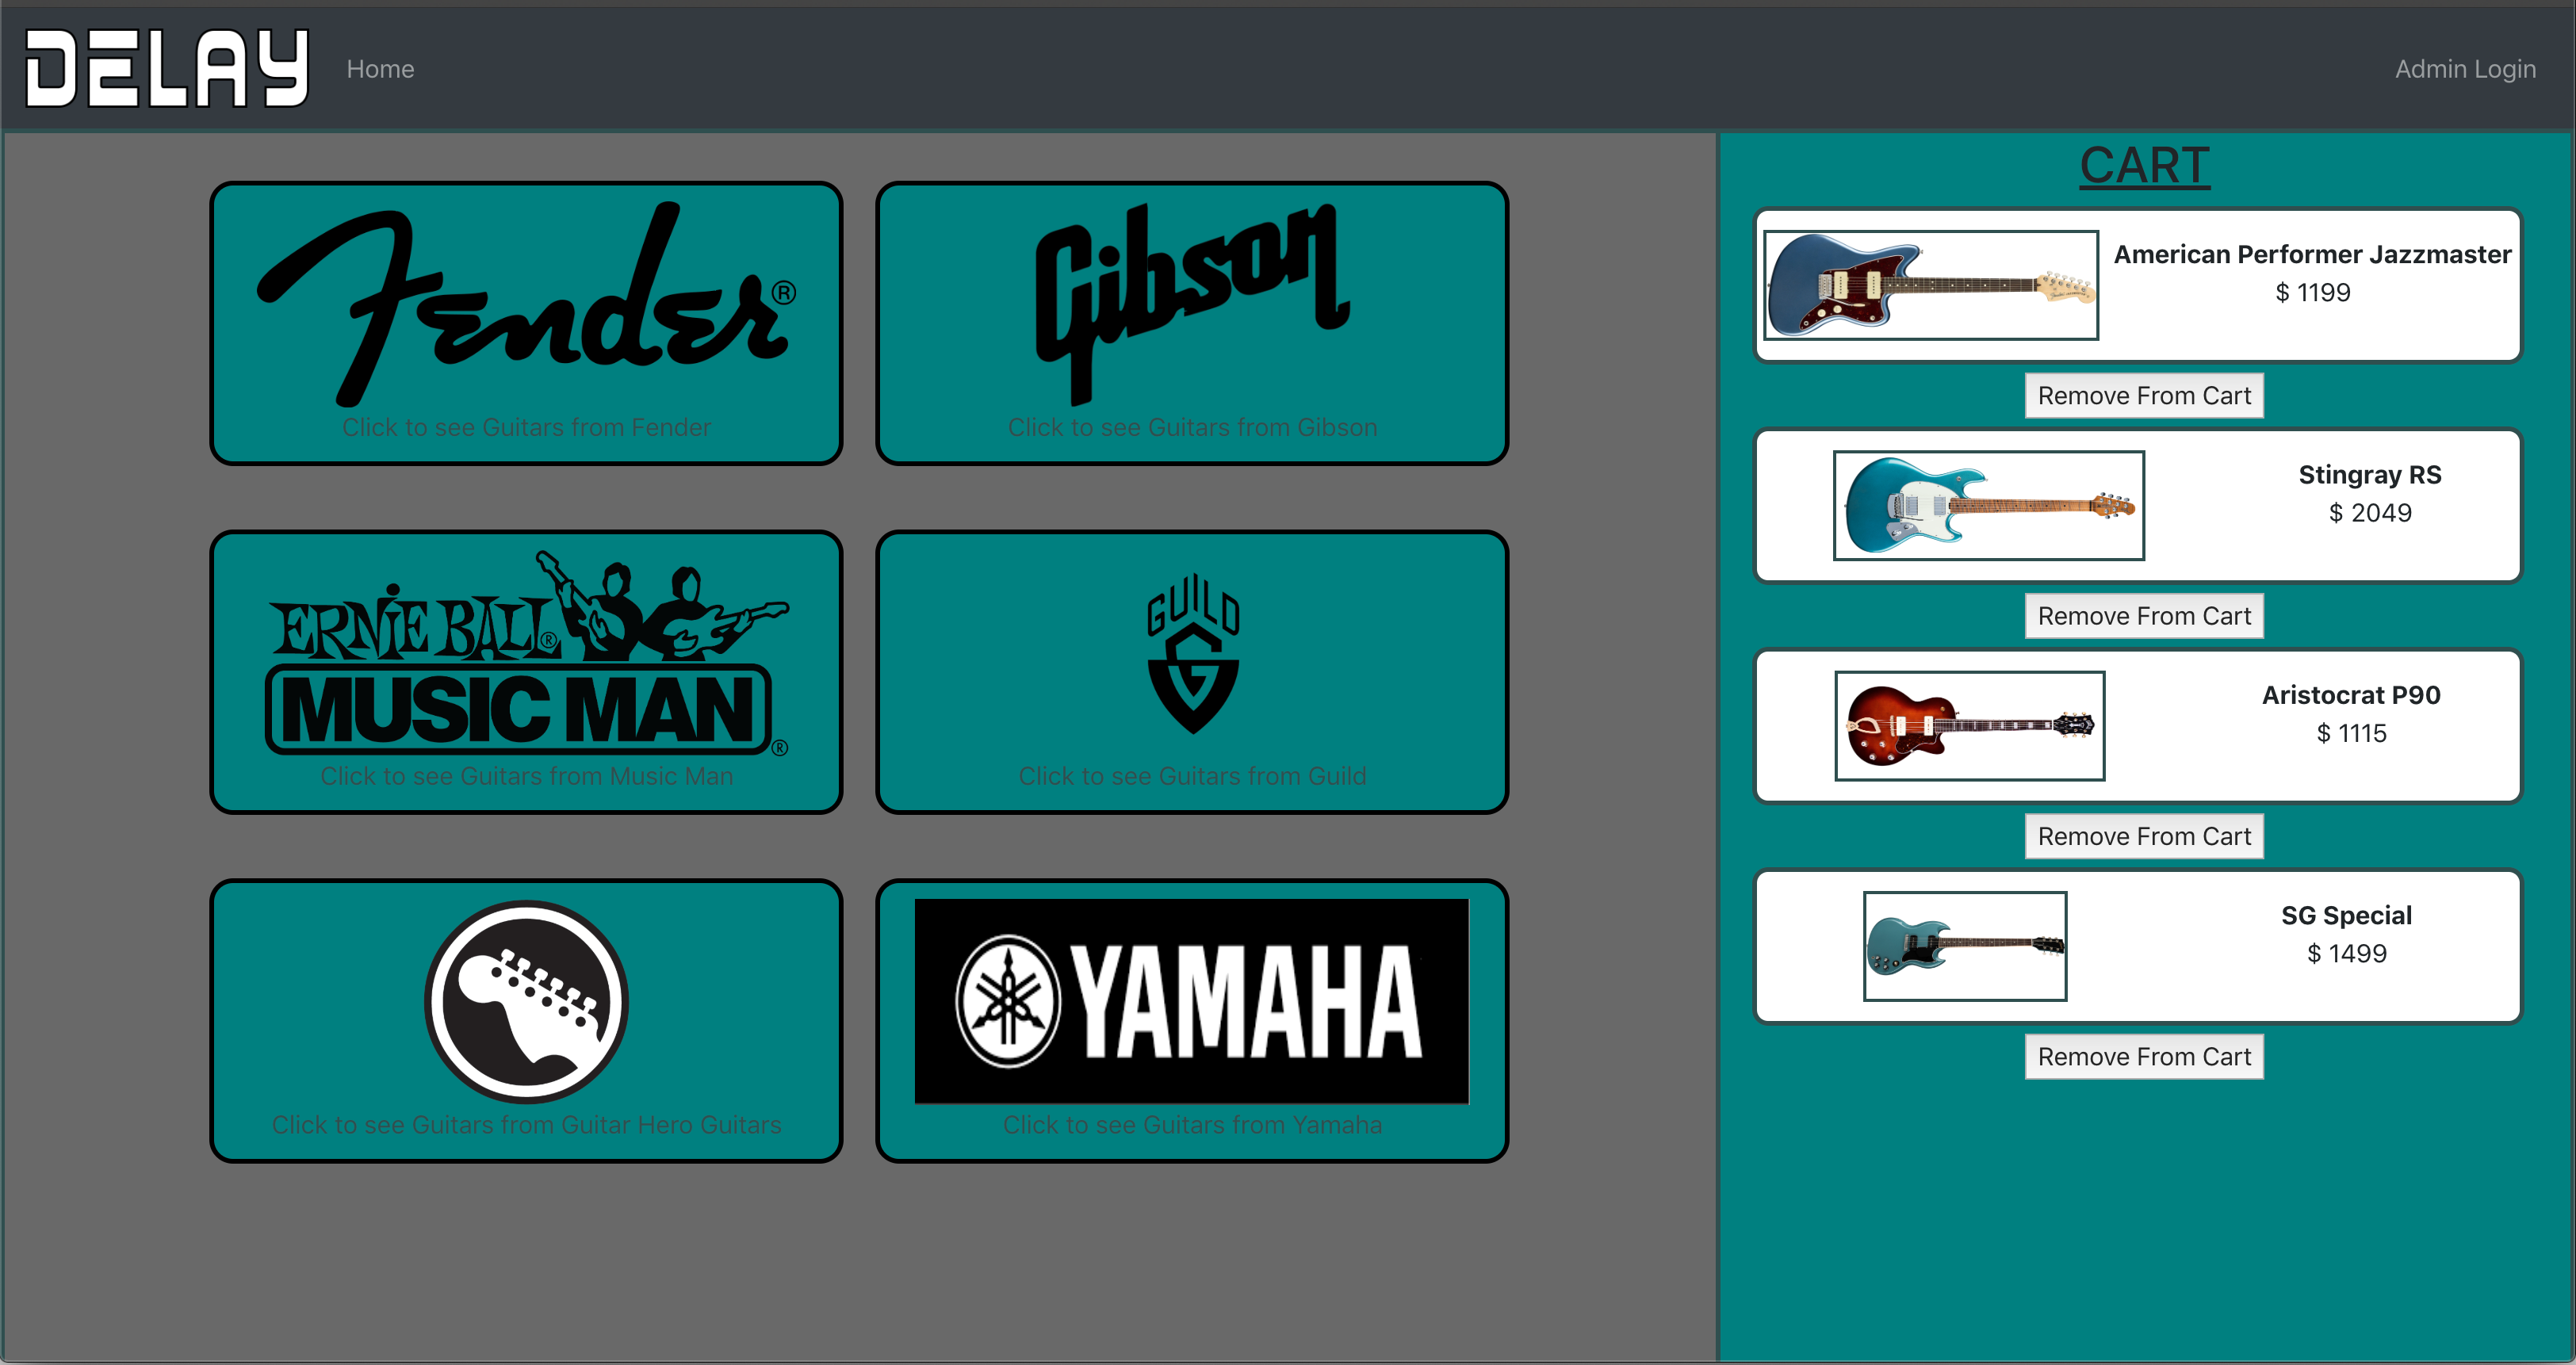 DELAY
Home
Admin Login
Fender®
Click to see Guitars from Fender
Gibson
Click to see Guitars from Gibson
ERNIE BALL®
MUSIC MAN®
Click to see Guitars from Music Man
GUILD
G
Click to see Guitars from Guild
Click to see Guitars from Guitar Hero Guitars
YAMAHA
Click to see Guitars from Yamaha
CART
American Performer Jazzmaster
$ 1199
Remove From Cart
Stingray RS
$ 2049
Remove From Cart
Aristocrat P90
$ 1115
Remove From Cart
SG Special
$ 1499
Remove From Cart